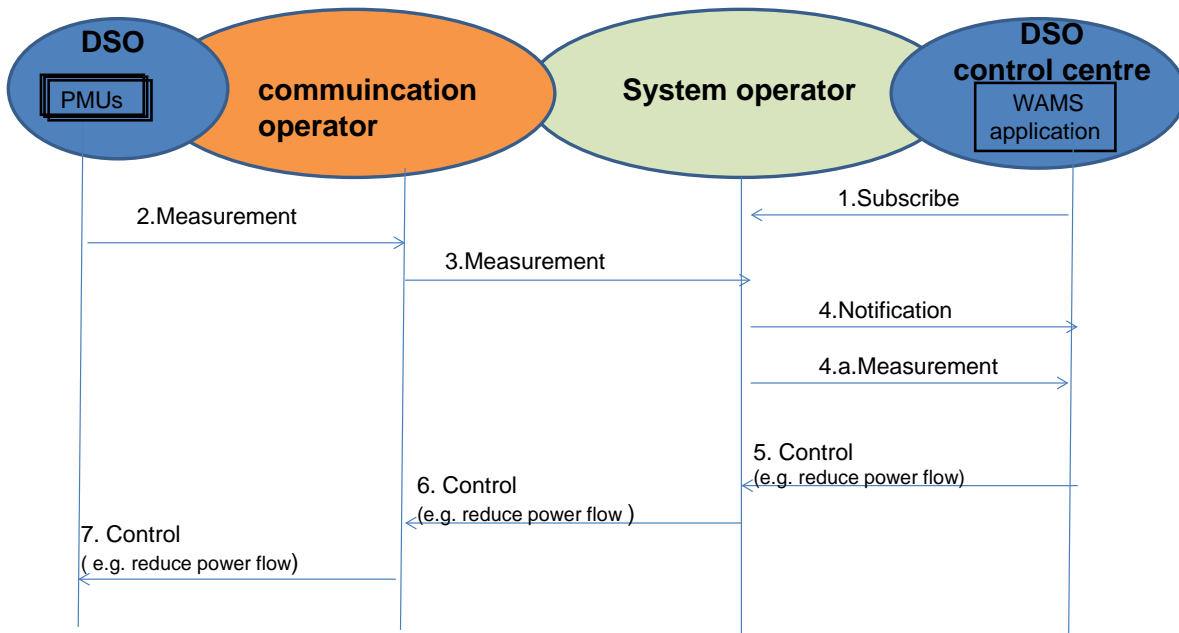 DSO
PMUs
commuincation
operator
System operator
DSO
control centre
WAMS
application
1.Subscribe
2.Measurement
3.Measurement
4.Notification
4.a.Measurement
5. Control
(e.g. reduce power flow)
6. Control
(e.g. reduce power flow )
7. Control
( e.g. reduce power flow)